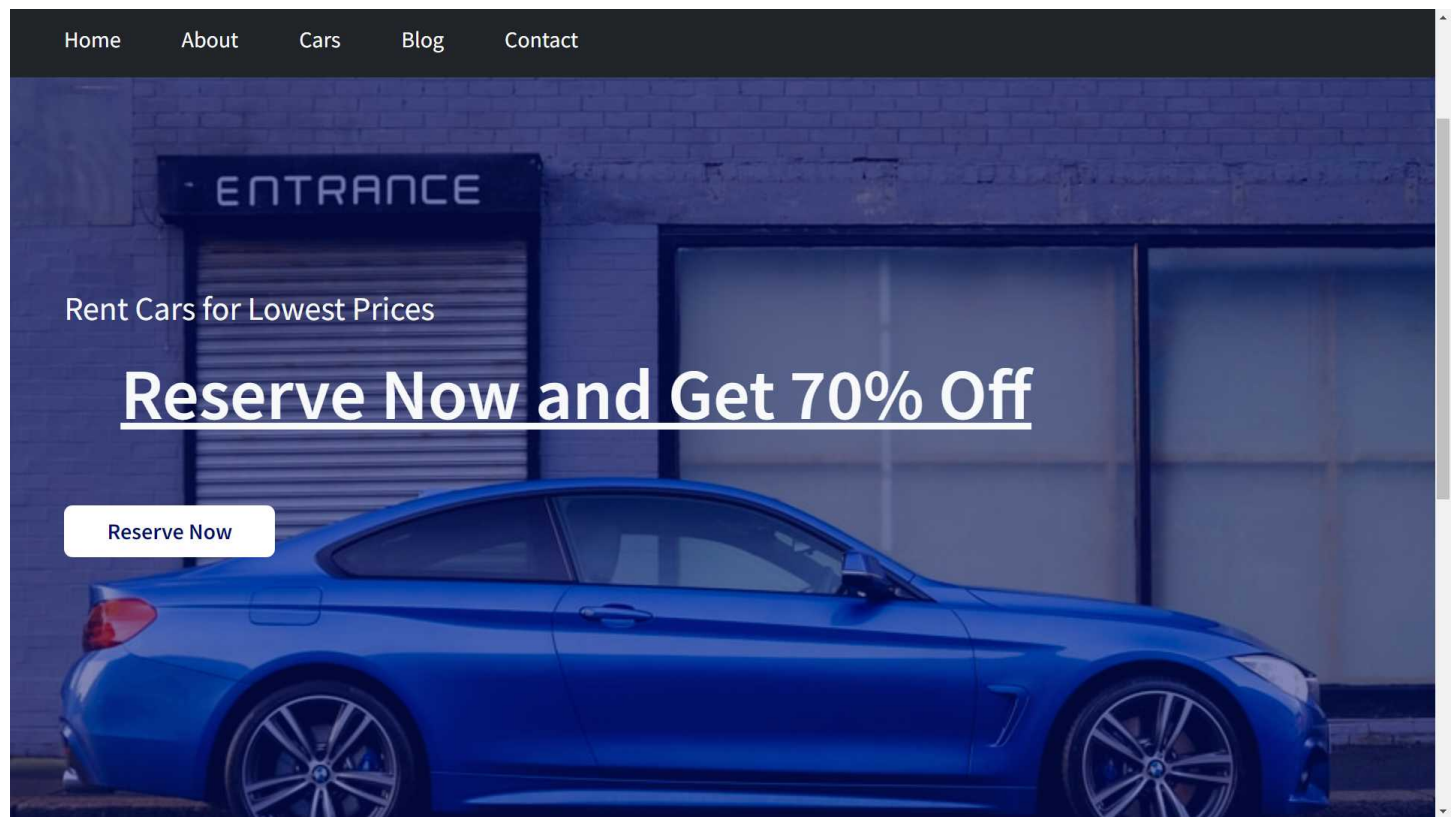 Home About Cars Blog Contact
ENTRANCE
Rent Cars for Lowest Prices
Reserve Now and Get 70% Off
Reserve Now